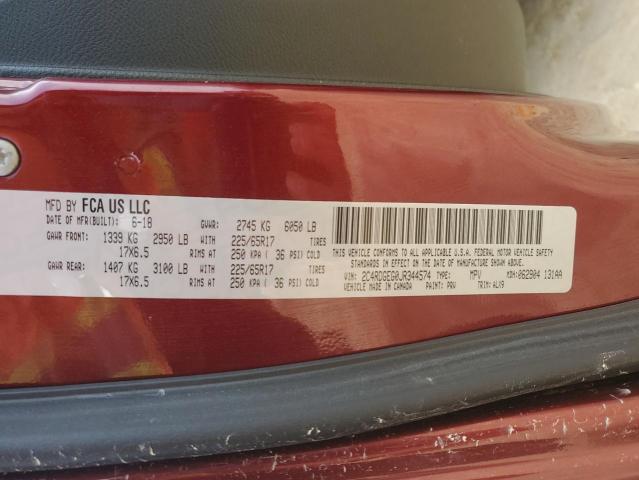 MFD BY FCA US LLC
DATE OF MFR(BUILT): 6-18 GVWR: 2745 KG 6050 LB
GAWR FRONT: 1339 KG 2950 LB WITH 225/65R17 TIRES
17X6.5 RIMS AT 250 KPA ( 36 PSI) COLD
GAWR REAR: 1407 KG 3100 LB WITH 225/65R17 TIRES
17X6.5 RIMS AT 250 KPA ( 36 PSI) COLD
THIS VEHICLE CONFORMS TO ALL APPLICABLE U.S.A. FEDERAL MOTOR VEHICLE SAFETY
STANDARDS IN EFFECT ON THE DATE OF MANUFACTURE SHOWN ABOVE.
VIN: 2C4RDGEG0JR344574 TYPE: MPV MDH: 062904 131AA
VEHICLE MADE IN CANADA PAINT: PRV TRIM: ALX9